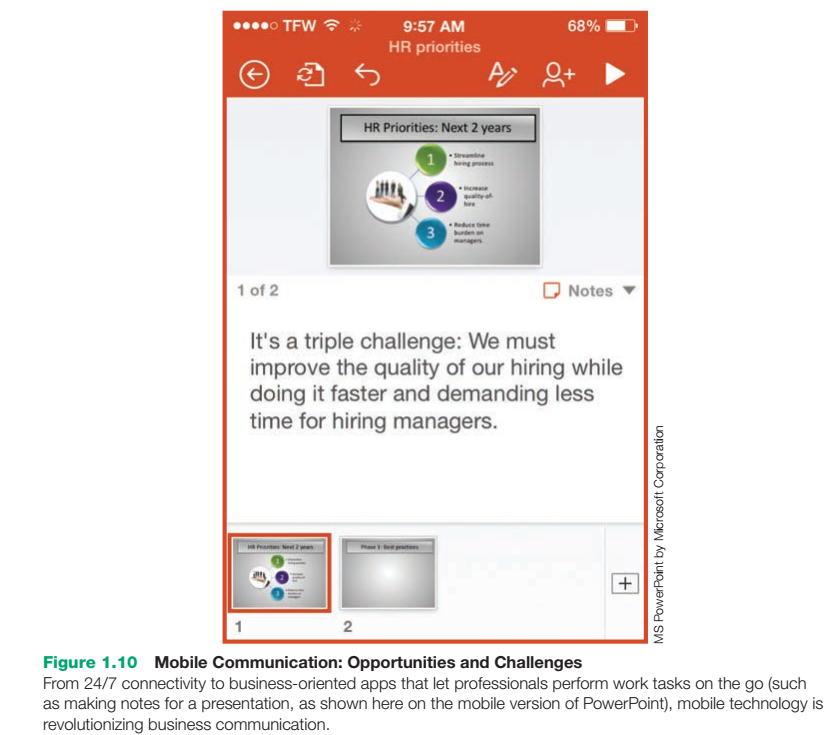 TFW 9:57 AM 68%
HR priorities
HR Priorities: Next 2 years
1
• Streamline
hiring process
2
• Increase
quality-of-
hire
3
• Reduce time
burden on
managers
1 of 2 Notes
It's a triple challenge: We must
improve the quality of our hiring while
doing it faster and demanding less
time for hiring managers.
HR Priorities: Next 2 years
1
2
3
Phase 1: Best practices
1 2
MS PowerPoint by Microsoft Corporation
Figure 1.10 Mobile Communication: Opportunities and Challenges
From 24/7 connectivity to business-oriented apps that let professionals perform work tasks on the go (such
as making notes for a presentation, as shown here on the mobile version of PowerPoint), mobile technology is
revolutionizing business communication.